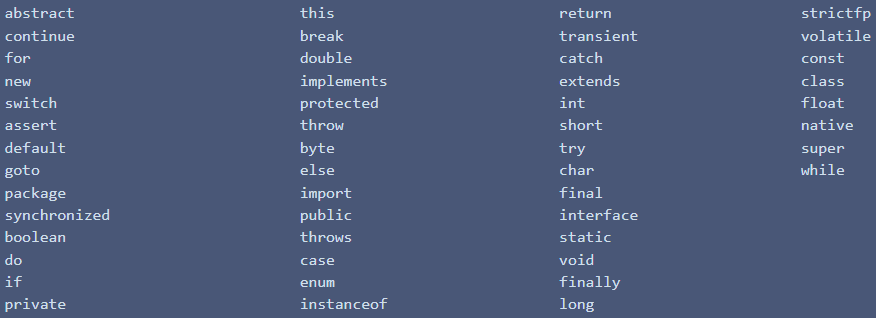 abstract this return strictfp
continue break transient volatile
for double catch const
new implements extends class
switch protected int float
assert throw short native
default byte try super
goto else char while
package import final
synchronized public interface
boolean throws static
do case void
if enum finally
private instanceof long